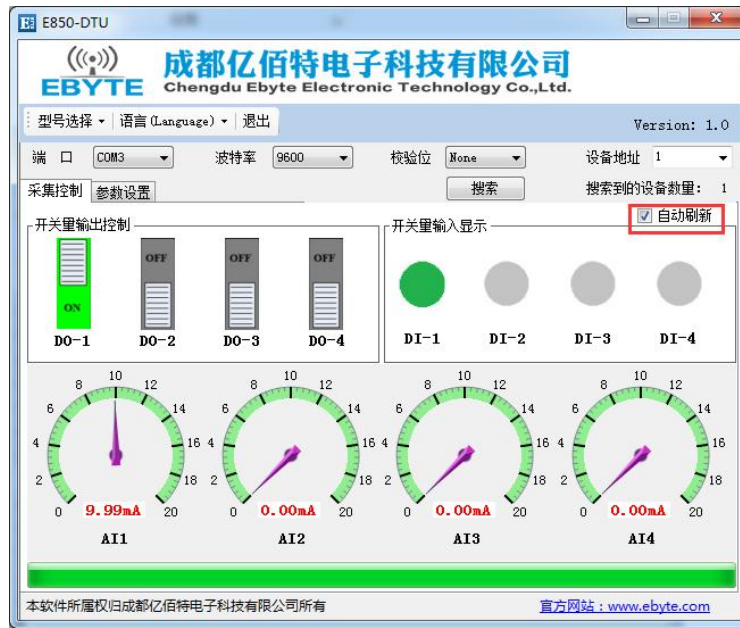 E850-DTU
EBYTE
成都亿佰特电子科技有限公司
Chengdu Ebyte Electronic Technology Co.,Ltd.
型号选择 语言(Language) 退出 Version: 1.0
端 口 COM3 波特率 9600 校验位 None 设备地址 1
采集控制 参数设置 搜索 搜索到的设备数量: 1
开关量输出控制 开关量输入显示 自动刷新
ON OFF OFF OFF
DO-1 DO-2 DO-3 DO-4 DI-1 DI-2 DI-3 DI-4
0 2 4 6 8 10 12 14 16 18 20
9.99mA
AI1
0 2 4 6 8 10 12 14 16 18 20
0.00mA
AI2
0 2 4 6 8 10 12 14 16 18 20
0.00mA
AI3
0 2 4 6 8 10 12 14 16 18 20
0.00mA
AI4
本软件所属权归成都亿佰特电子科技有限公司所有 官方网站:www.ebyte.com